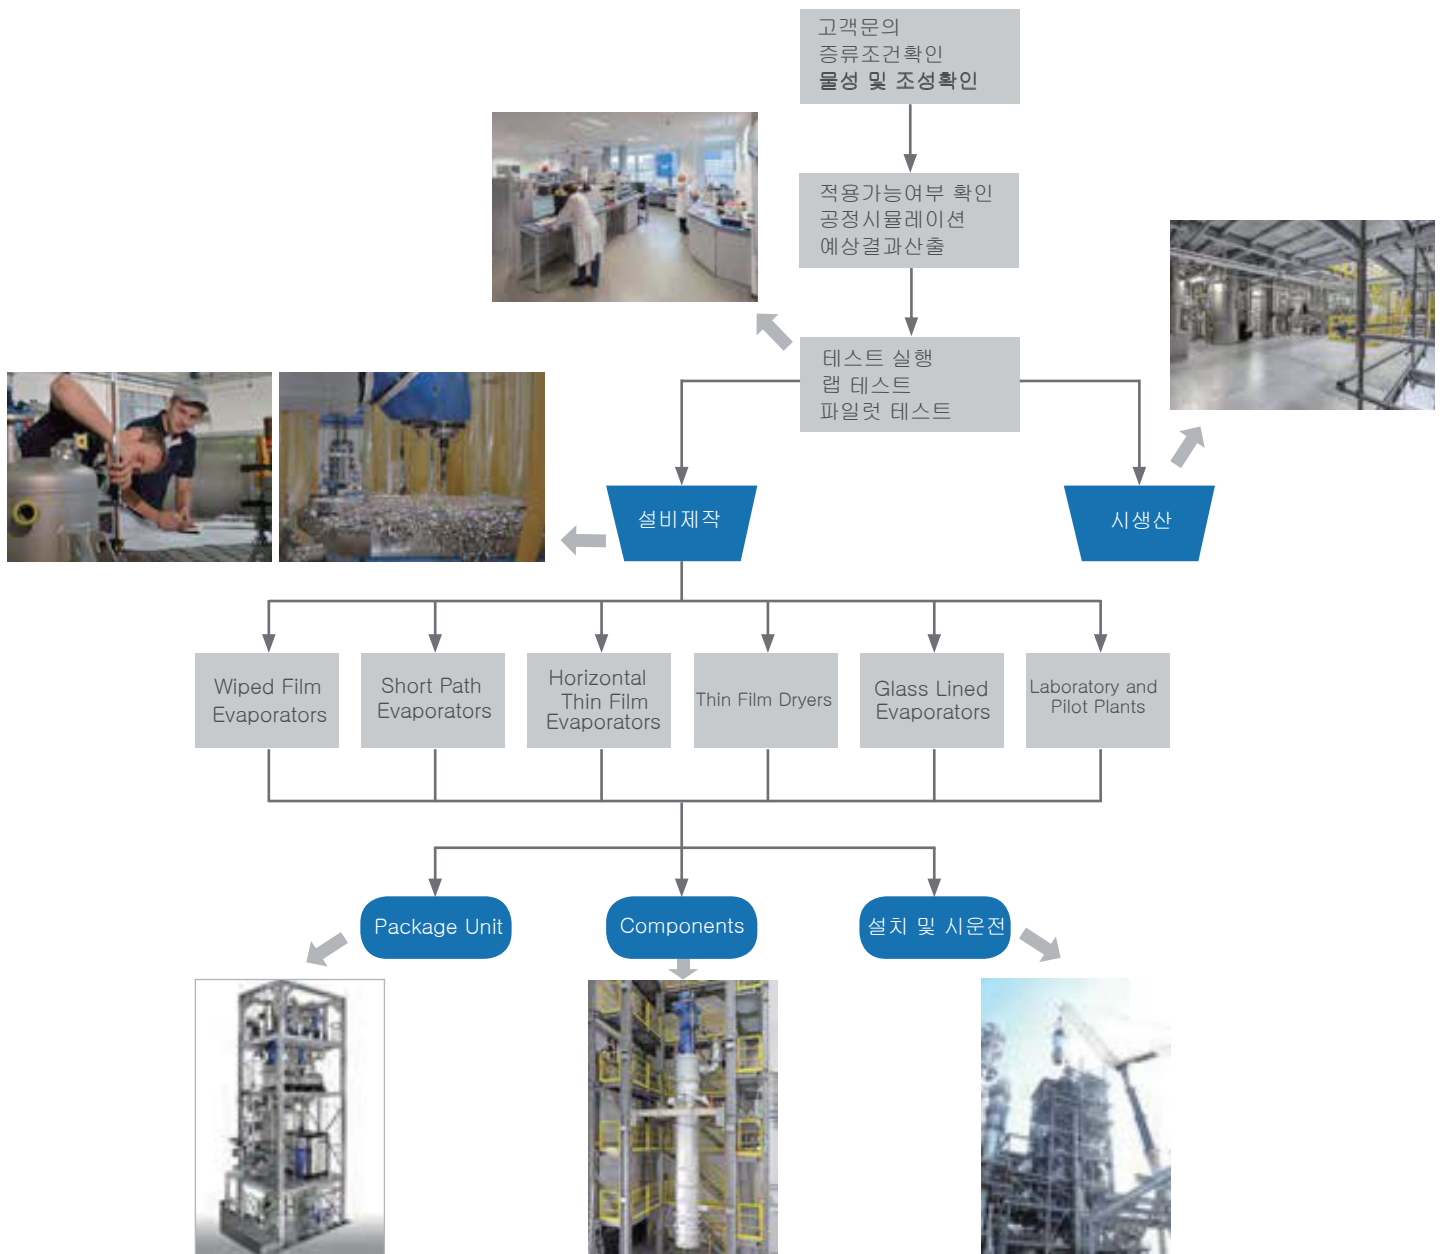 고객문의
증류조건확인
물성 및 조성확인
적용가능여부 확인
공정시뮬레이션
예상결과산출
테스트 실행
랩 테스트
파일럿 테스트
설비제작
시생산
Wiped Film
Evaporators
Short Path
Evaporators
Horizontal
Thin Film
Evaporators
Thin Film Dryers
Glass Lined
Evaporators
Laboratory and
Pilot Plants
Package Unit
Components
설치 및 시운전